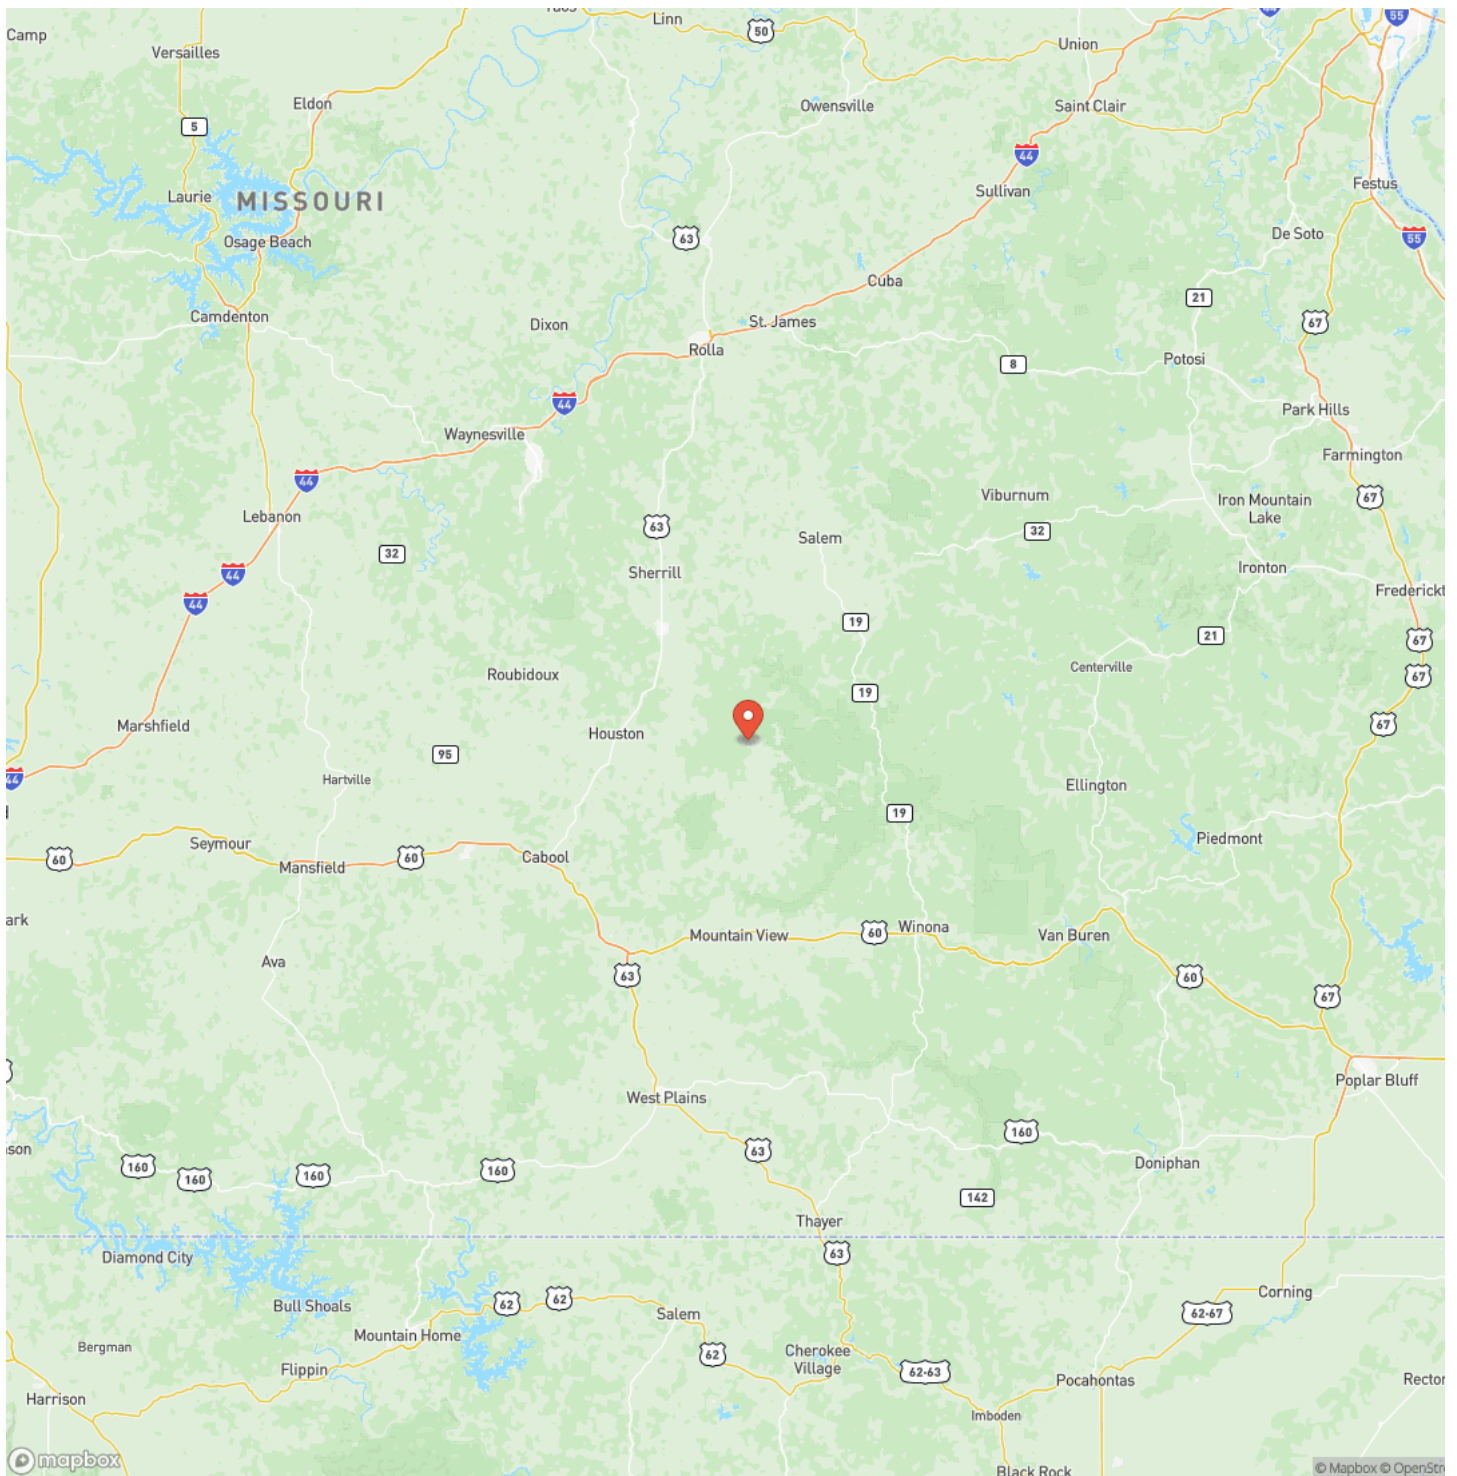 Taos
Linn
50
Camp
Versailles
Union
55
Eldon
Owensville
Saint Clair
5
44
Laurie
MISSOURI
Sullivan
Festus
Osage Beach
63
De Soto
55
Cuba
21
Camdenton
Dixon
St. James
67
Rolla
8
Potosi
44
Park Hills
Waynesville
Farmington
44
Viburnum
67
Iron Mountain
Lake
Lebanon
63
32
Salem
32
44
Sherrill
Ironton
44
Frederickt
19
21
67
Roubidoux
Centerville
67
19
Marshfield
Houston
67
95
44
Hartville
Ellington
19
Seymour
Piedmont
60
Mansfield
60
Cabool
ark
Mountain View
60
Winona
Van Buren
Ava
63
60
67
Poplar Bluff
West Plains
160
son
63
160
160
160
160
Doniphan
142
Thayer
Diamond City
63
Corning
Bull Shoals
62
62
Salem
62-67
Mountain Home
Bergman
62
Cherokee
Village
Flippin
62-63
Pocahontas
Rector
Harrison
Imboden
mapbox
Black Rock
© Mapbox © OpenStre